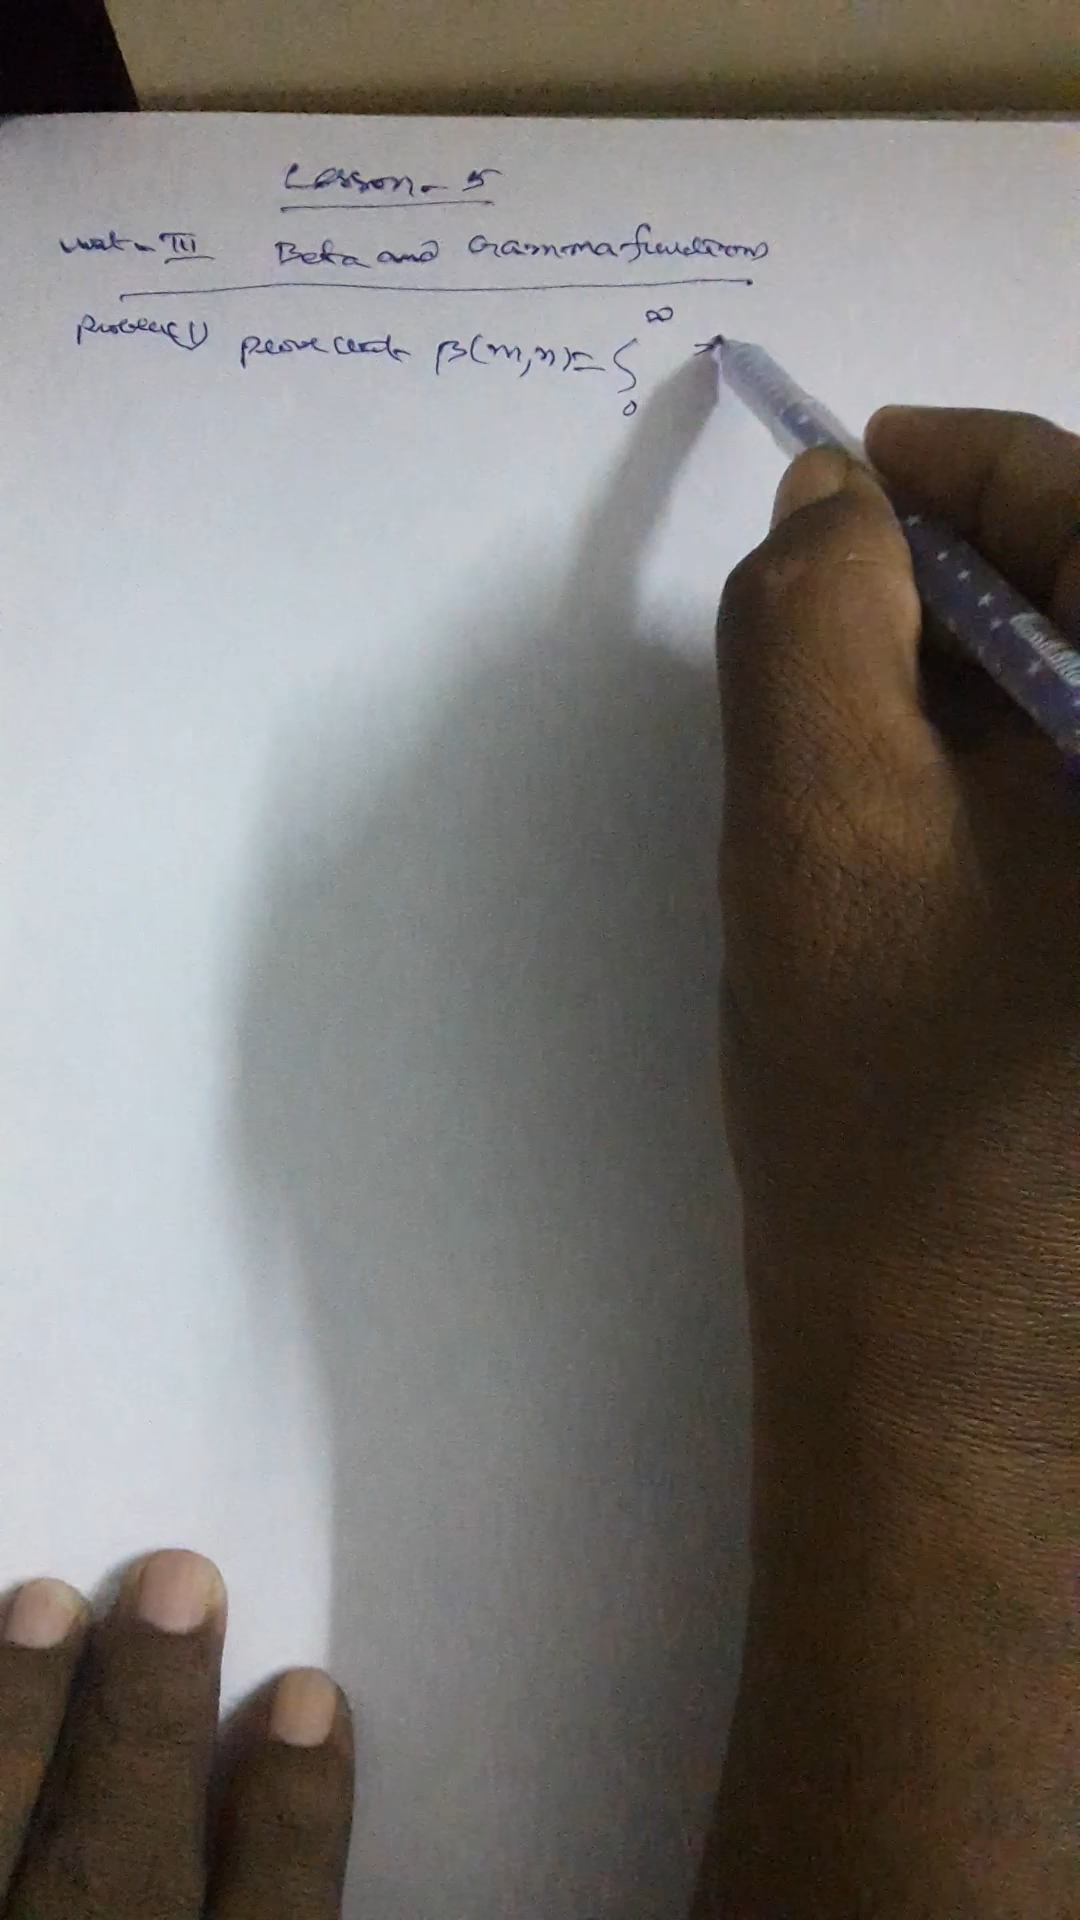 Lesson - 5
Unit - III Beta and Gamma functions
Problem 1) prove that β(m,n) = ∫₀^∞